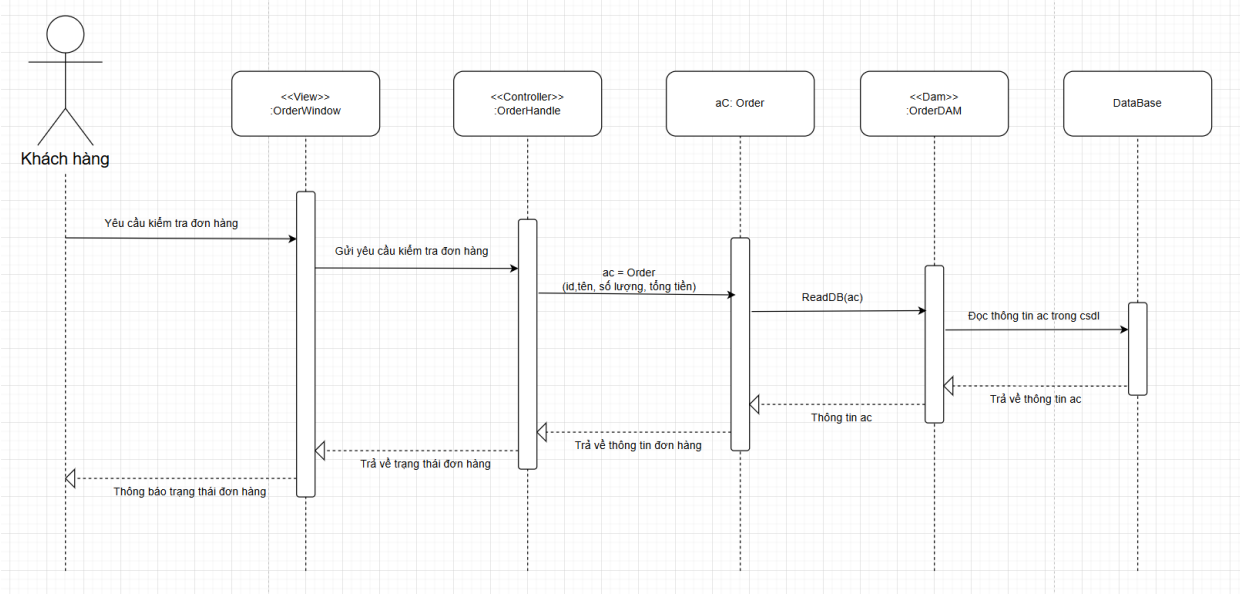 <<View>>
:OrderWindow
<<Controller>>
:OrderHandle
aC: Order
<<Dam>>
:OrderDAM
DataBase
Khách hàng
Yêu cầu kiểm tra đơn hàng
Gửi yêu cầu kiểm tra đơn hàng
ac = Order
(id,tên, số lượng, tổng tiền)
ReadDB(ac)
Đọc thông tin ac trong csdl
Trả về thông tin ac
Thông tin ac
Trả về thông tin đơn hàng
Trả về trạng thái đơn hàng
Thông báo trạng thái đơn hàng